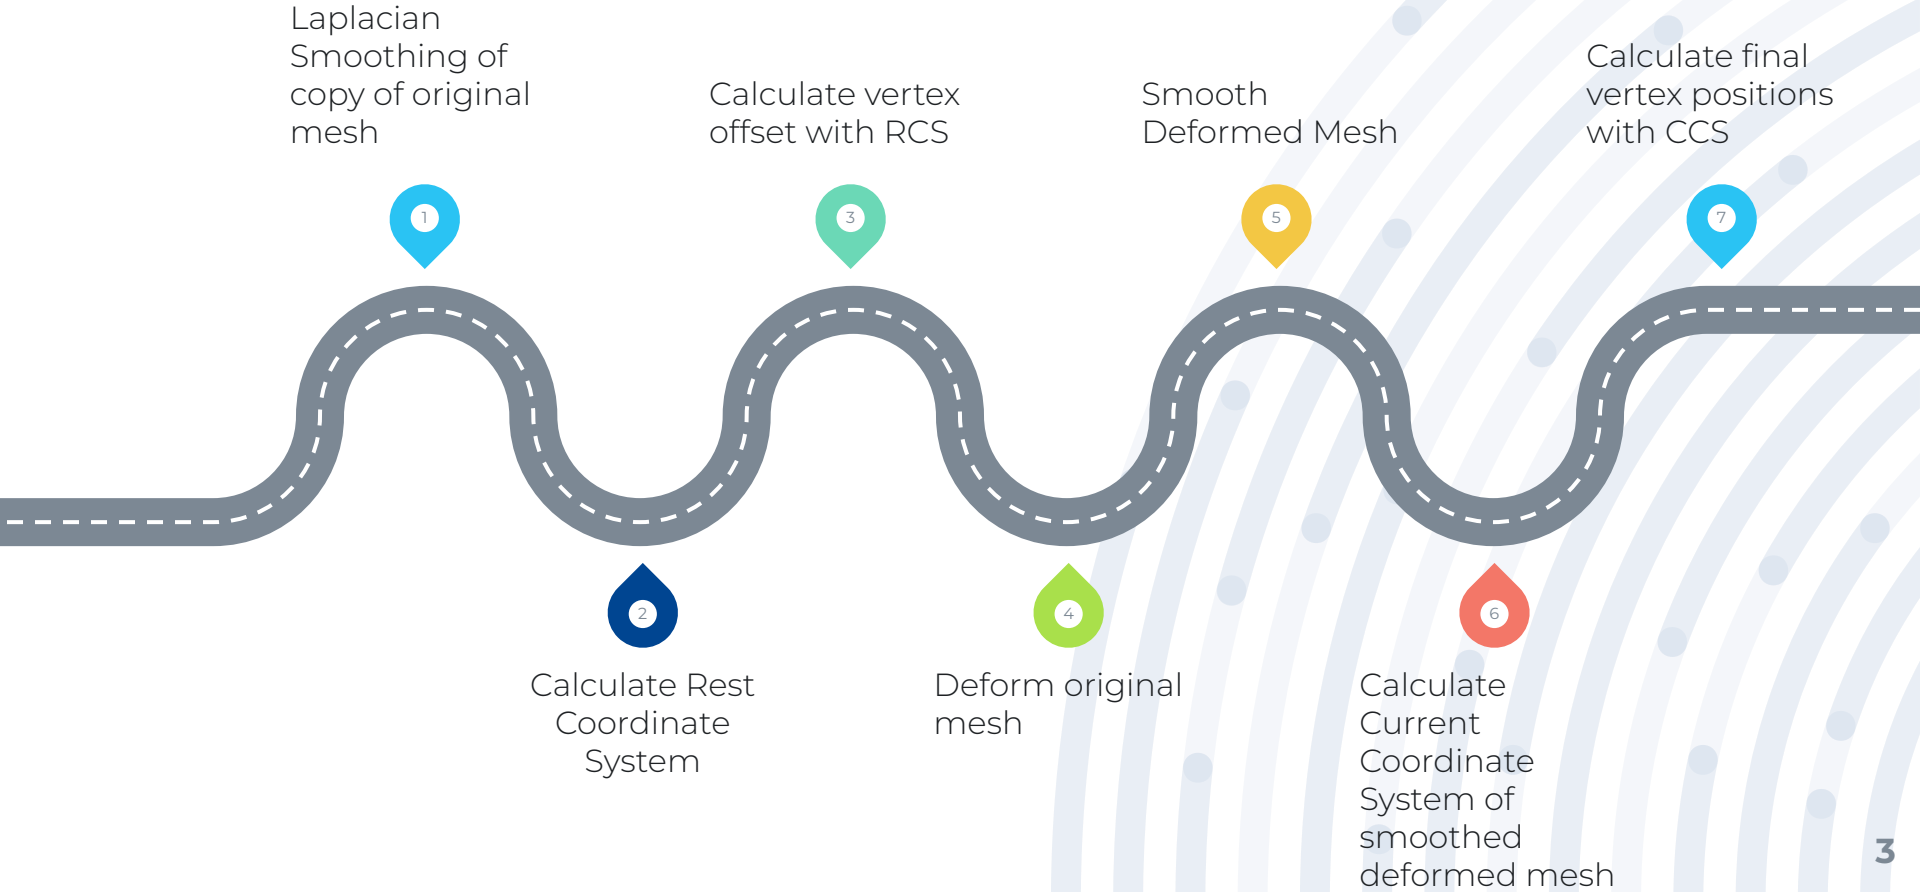 Laplacian
Smoothing of
copy of original
mesh
1
Calculate Rest
Coordinate
System
2
Calculate vertex
offset with RCS
3
Deform original
mesh
4
Smooth
Deformed Mesh
5
Calculate
Current
Coordinate
System of
smoothed
deformed mesh
6
Calculate final
vertex positions
with CCS
7
3